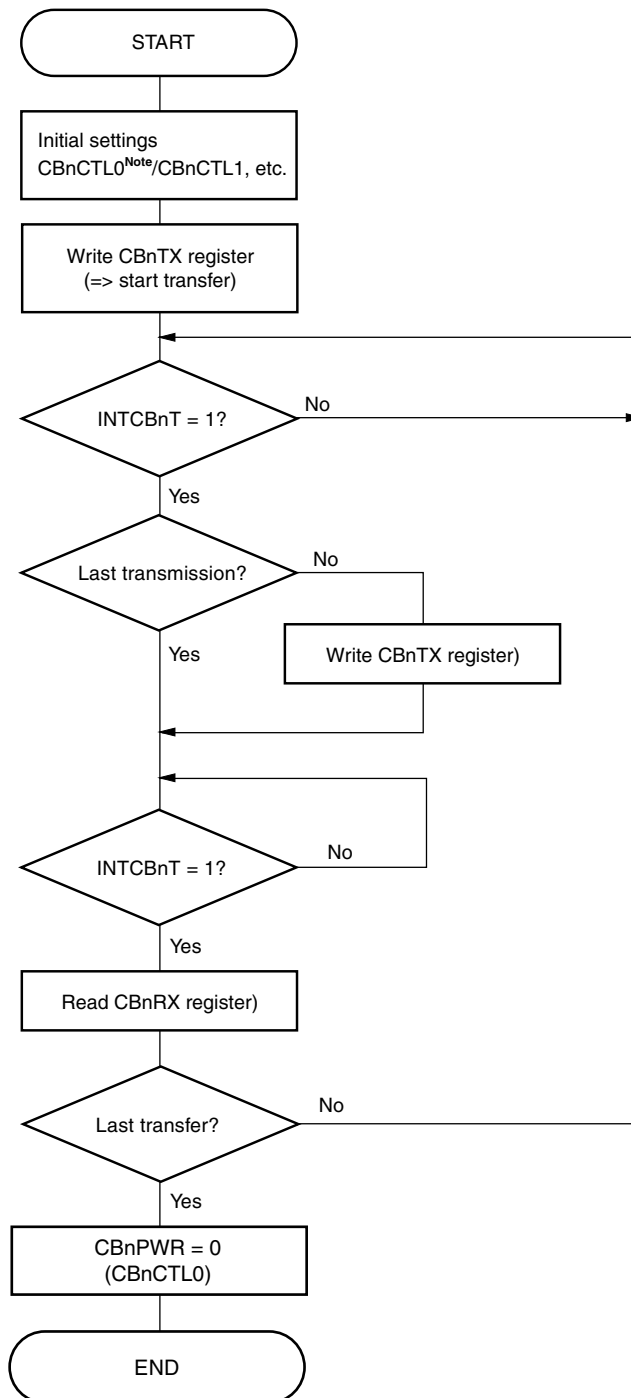 START
Initial settings
CBnCTL0Note/CBnCTL1, etc.
Write CBnTX register
(=> start transfer)
INTCBnT = 1?
No
Yes
Last transmission?
No
Yes
Write CBnTX register)
INTCBnT = 1?
No
Yes
Read CBnRX register)
Last transfer?
No
Yes
CBnPWR = 0
(CBnCTL0)
END